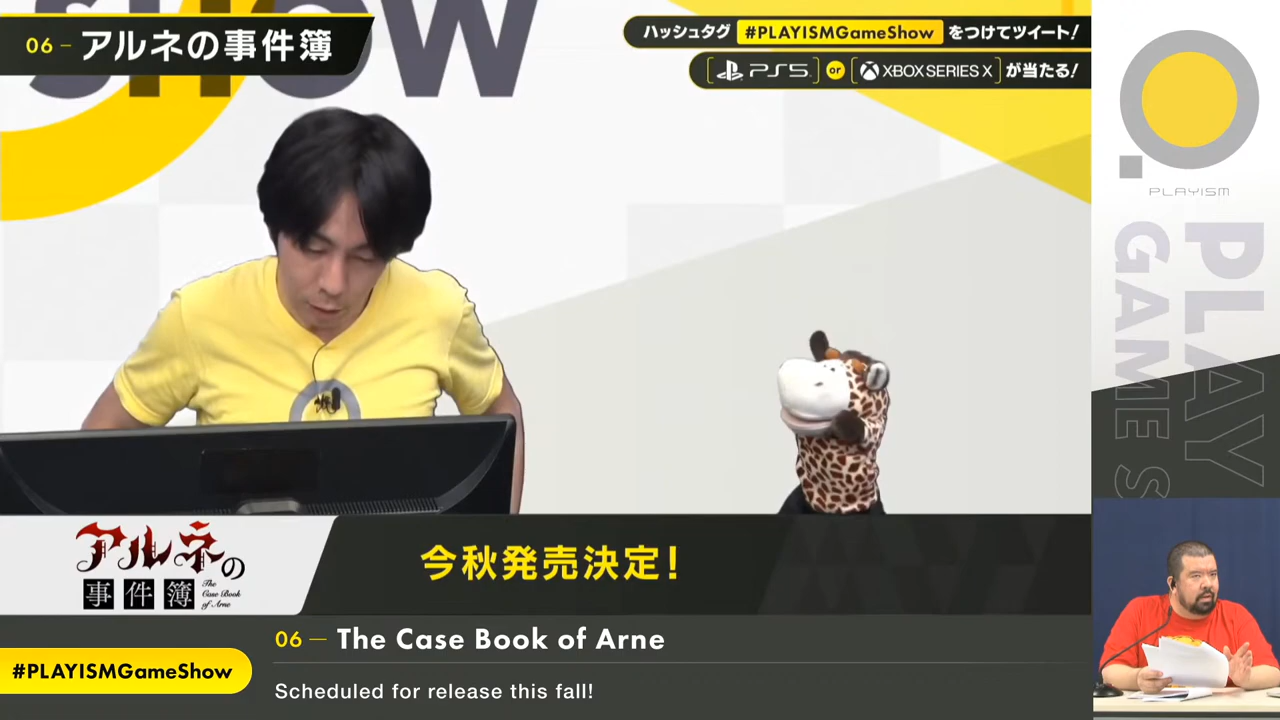 SHOW
06 – アルネの事件簿
ハッシュタグ #PLAYISMGameShow をつけてツイート!
PS5 or XBOX SERIES X が当たる!
PLAYISM
PLAY
GAME S
アルネの
事件簿
The
Case Book
of Arne
今秋発売決定!
06 — The Case Book of Arne
#PLAYISMGameShow
Scheduled for release this fall!